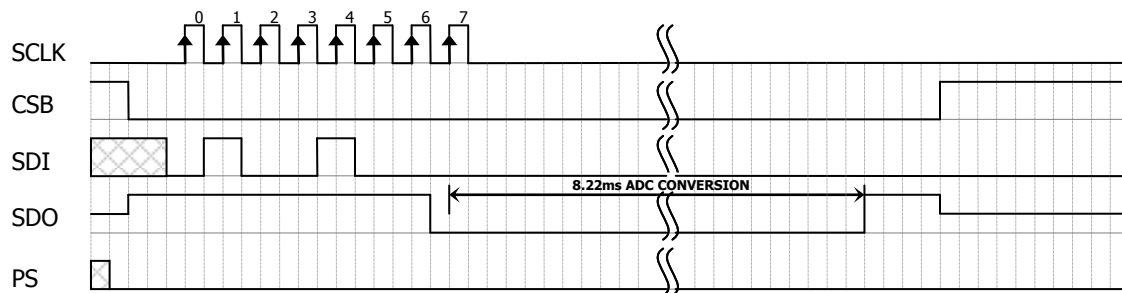 0 1 2 3 4 5 6 7
SCLK
CSB
SDI
8.22ms ADC CONVERSION
SDO
PS